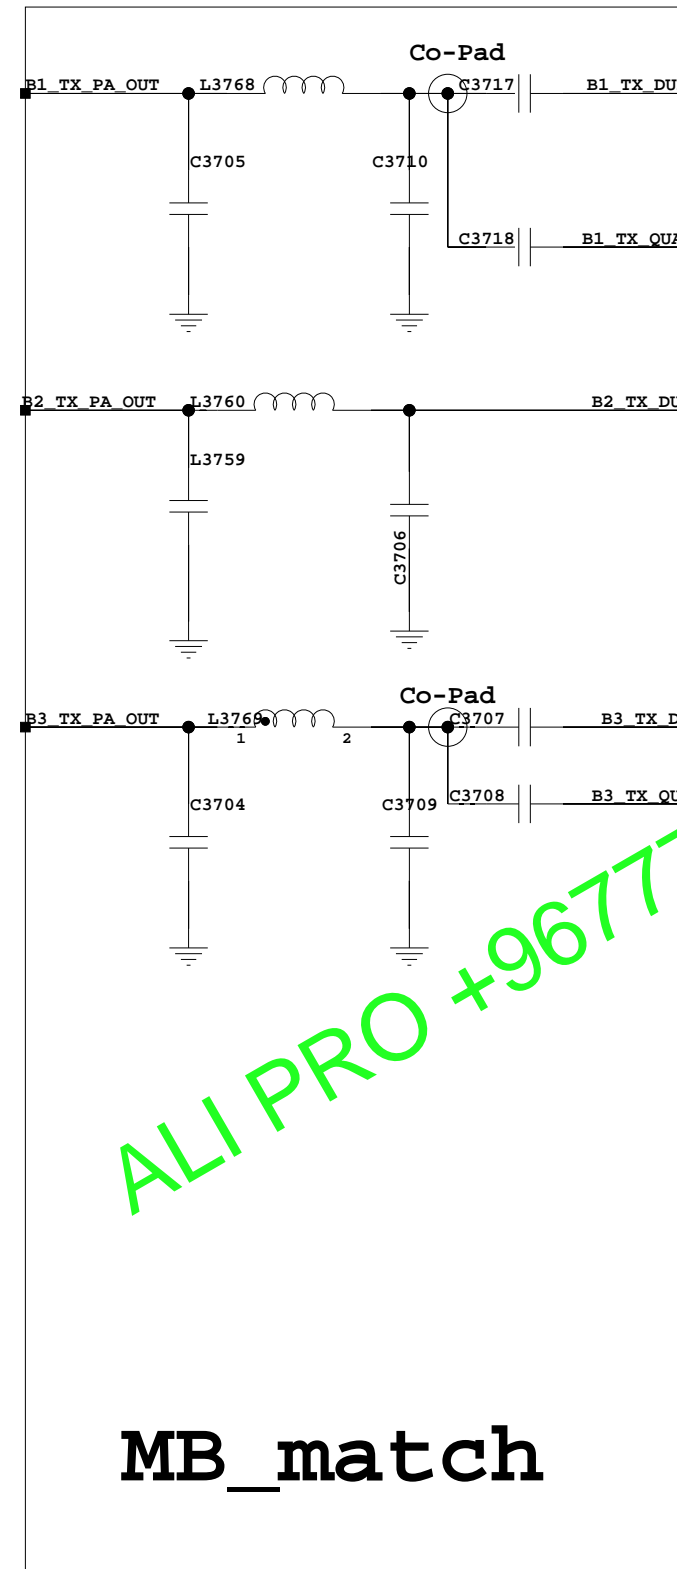 Co-Pad
B1_TX_PA_OUT L3768 C3717 B1_TX_DU
C3705 C3710
C3718 B1_TX_QUA
B2_TX_PA_OUT L3760 B2_TX_DU
L3759
C3706
Co-Pad
B3_TX_PA_OUT L3769 C3707 B3_TX_D
1 2
C3704 C3709 C3708 B3_TX_QU
ALI PRO +96777
MB_match